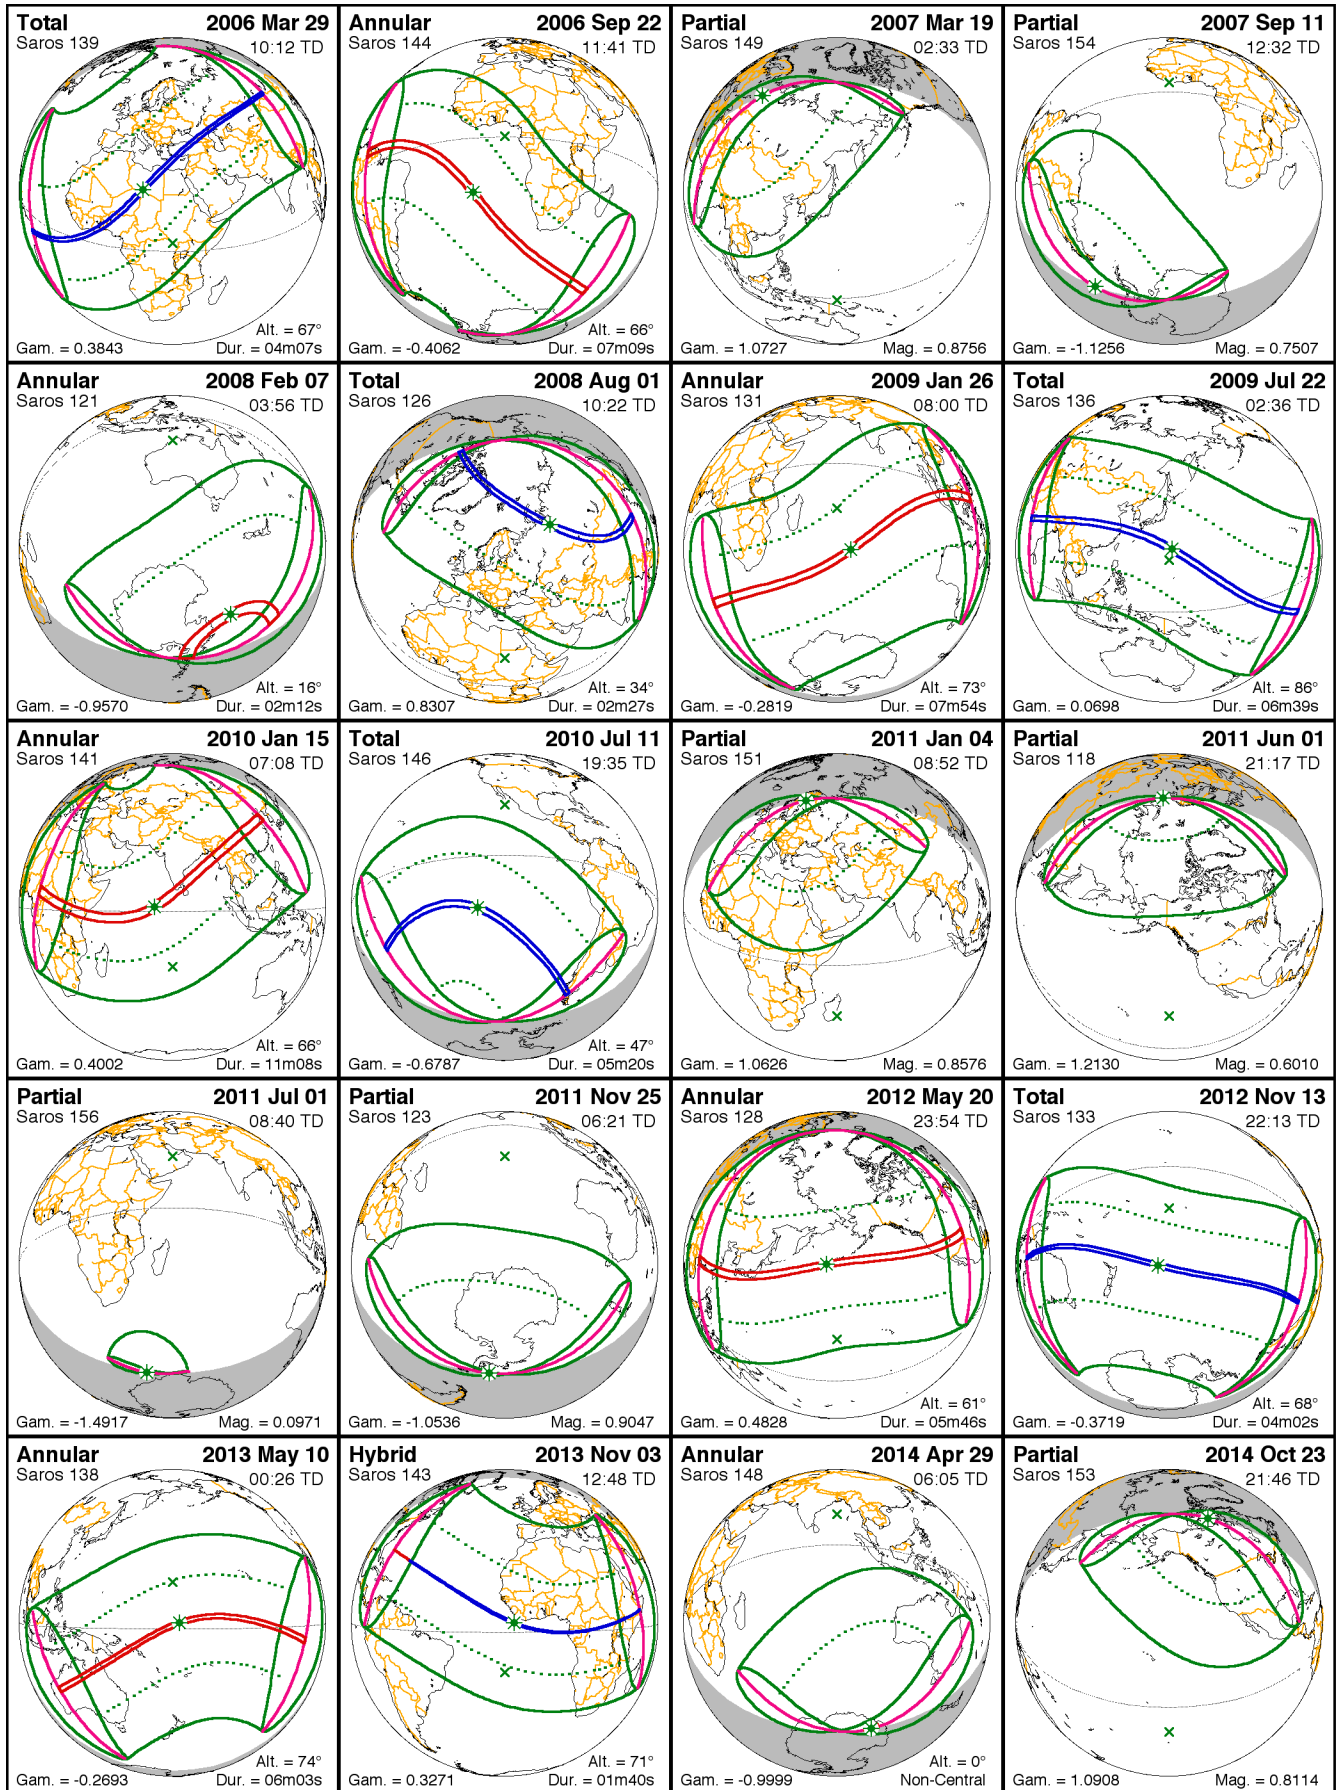 Total 2006 Mar 29
Saros 139 10:12 TD
Alt. = 67°
Gam. = 0.3843 Dur. = 04m07s
Annular 2006 Sep 22
Saros 144 11:41 TD
Alt. = 66°
Gam. = -0.4062 Dur. = 07m09s
Partial 2007 Mar 19
Saros 149 02:33 TD
Gam. = 1.0727 Mag. = 0.8756
Partial 2007 Sep 11
Saros 154 12:32 TD
Gam. = -1.1256 Mag. = 0.7507
Annular 2008 Feb 07
Saros 121 03:56 TD
Alt. = 16°
Gam. = -0.9570 Dur. = 02m12s
Total 2008 Aug 01
Saros 126 10:22 TD
Alt. = 34°
Gam. = 0.8307 Dur. = 02m27s
Annular 2009 Jan 26
Saros 131 08:00 TD
Alt. = 73°
Gam. = -0.2819 Dur. = 07m54s
Total 2009 Jul 22
Saros 136 02:36 TD
Alt. = 86°
Gam. = 0.0698 Dur. = 06m39s
Annular 2010 Jan 15
Saros 141 07:08 TD
Alt. = 66°
Gam. = 0.4002 Dur. = 11m08s
Total 2010 Jul 11
Saros 146 19:35 TD
Alt. = 47°
Gam. = -0.6787 Dur. = 05m20s
Partial 2011 Jan 04
Saros 151 08:52 TD
Gam. = 1.0626 Mag. = 0.8576
Partial 2011 Jun 01
Saros 118 21:17 TD
Gam. = 1.2130 Mag. = 0.6010
Partial 2011 Jul 01
Saros 156 08:40 TD
Gam. = -1.4917 Mag. = 0.0971
Partial 2011 Nov 25
Saros 123 06:21 TD
Gam. = -1.0536 Mag. = 0.9047
Annular 2012 May 20
Saros 128 23:54 TD
Alt. = 61°
Gam. = 0.4828 Dur. = 05m46s
Total 2012 Nov 13
Saros 133 22:13 TD
Alt. = 68°
Gam. = -0.3719 Dur. = 04m02s
Annular 2013 May 10
Saros 138 00:26 TD
Alt. = 74°
Gam. = -0.2693 Dur. = 06m03s
Hybrid 2013 Nov 03
Saros 143 12:48 TD
Alt. = 71°
Gam. = 0.3271 Dur. = 01m40s
Annular 2014 Apr 29
Saros 148 06:05 TD
Alt. = 0°
Gam. = -0.9999 Non-Central
Partial 2014 Oct 23
Saros 153 21:46 TD
Gam. = 1.0908 Mag. = 0.8114